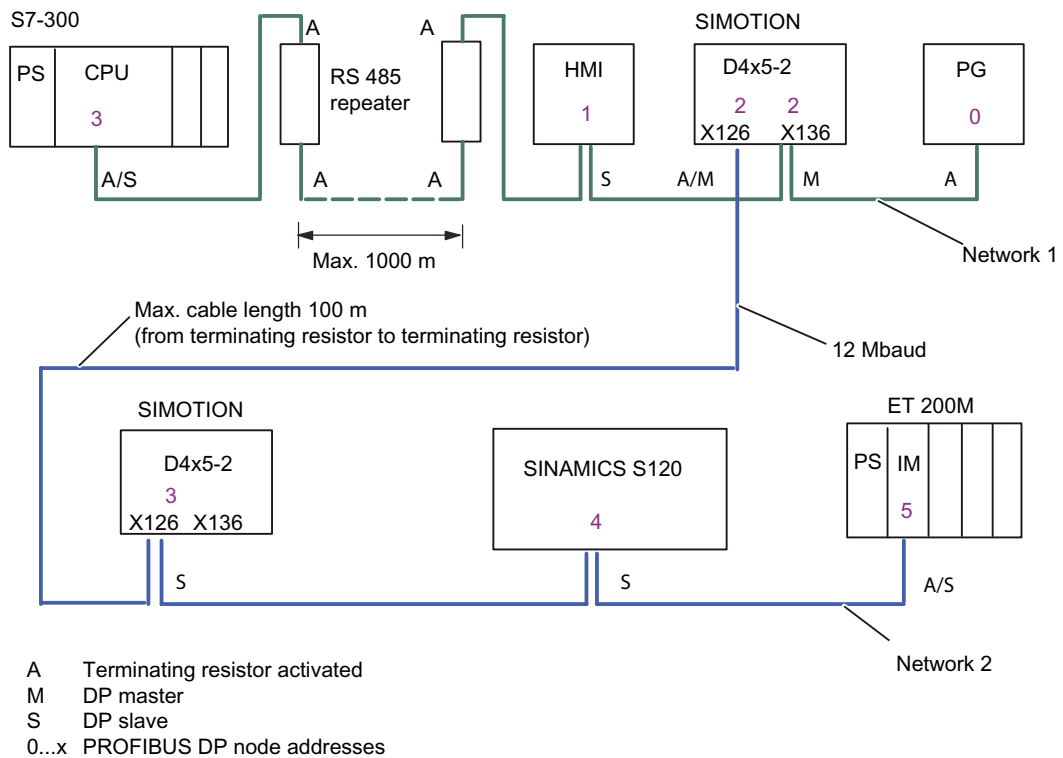 S7-300
SIMOTION
PS CPU
3
A
A
RS 485
repeater
HMI
1
D4x5-2
2 2
X126 X136
PG
0
A/S
A
A
S
A/M
M
A
Max. 1000 m
Network 1
Max. cable length 100 m
(from terminating resistor to terminating resistor)
12 Mbaud
SIMOTION
D4x5-2
3
X126 X136
SINAMICS S120
4
ET 200M
PS IM
5
S
S
A/S
Network 2
A Terminating resistor activated
M DP master
S DP slave
0...x PROFIBUS DP node addresses